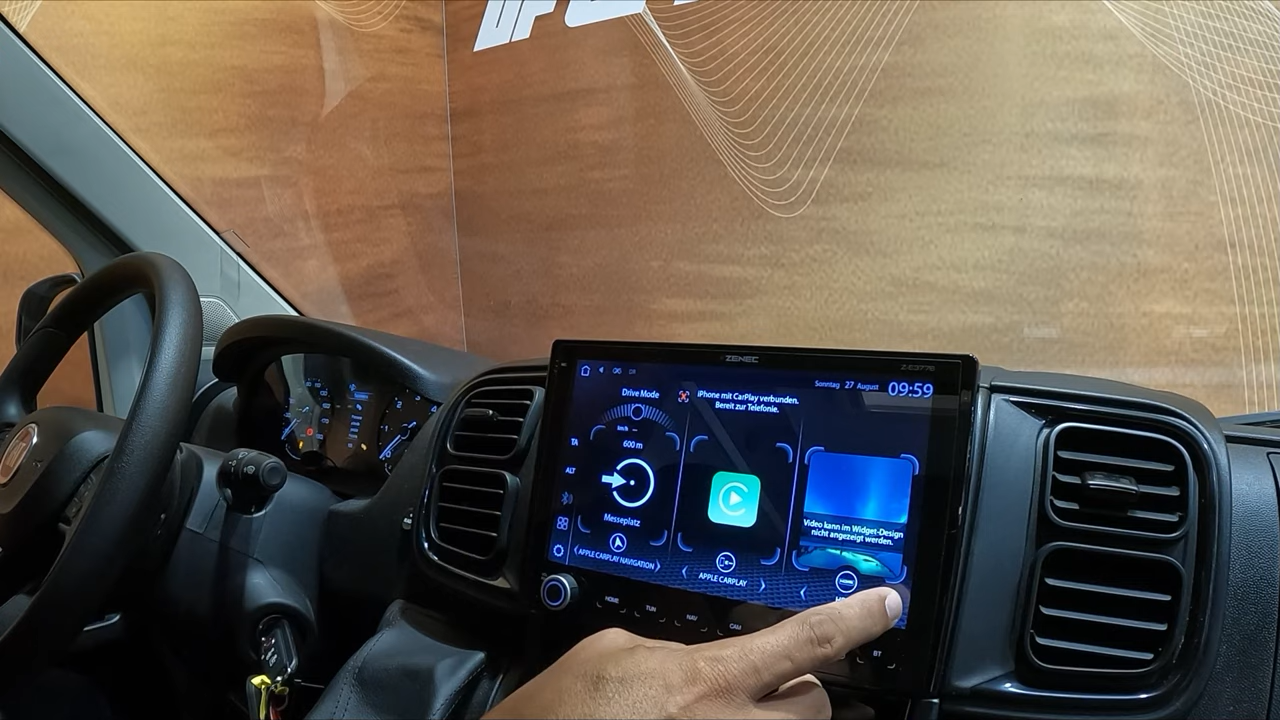 ZENEC
Z-E3776
Sonntag 27 August 09:59
Drive Mode
km/h
600 m
Messeplatz
APPLE CARPLAY NAVIGATION
TA
ALT
iPhone mit CarPlay verbunden.
Bereit zur Telefonie.
APPLE CARPLAY
Video kann im Widget-Design
nicht angezeigt werden.
HOME
TUN
NAV
CAM
BT